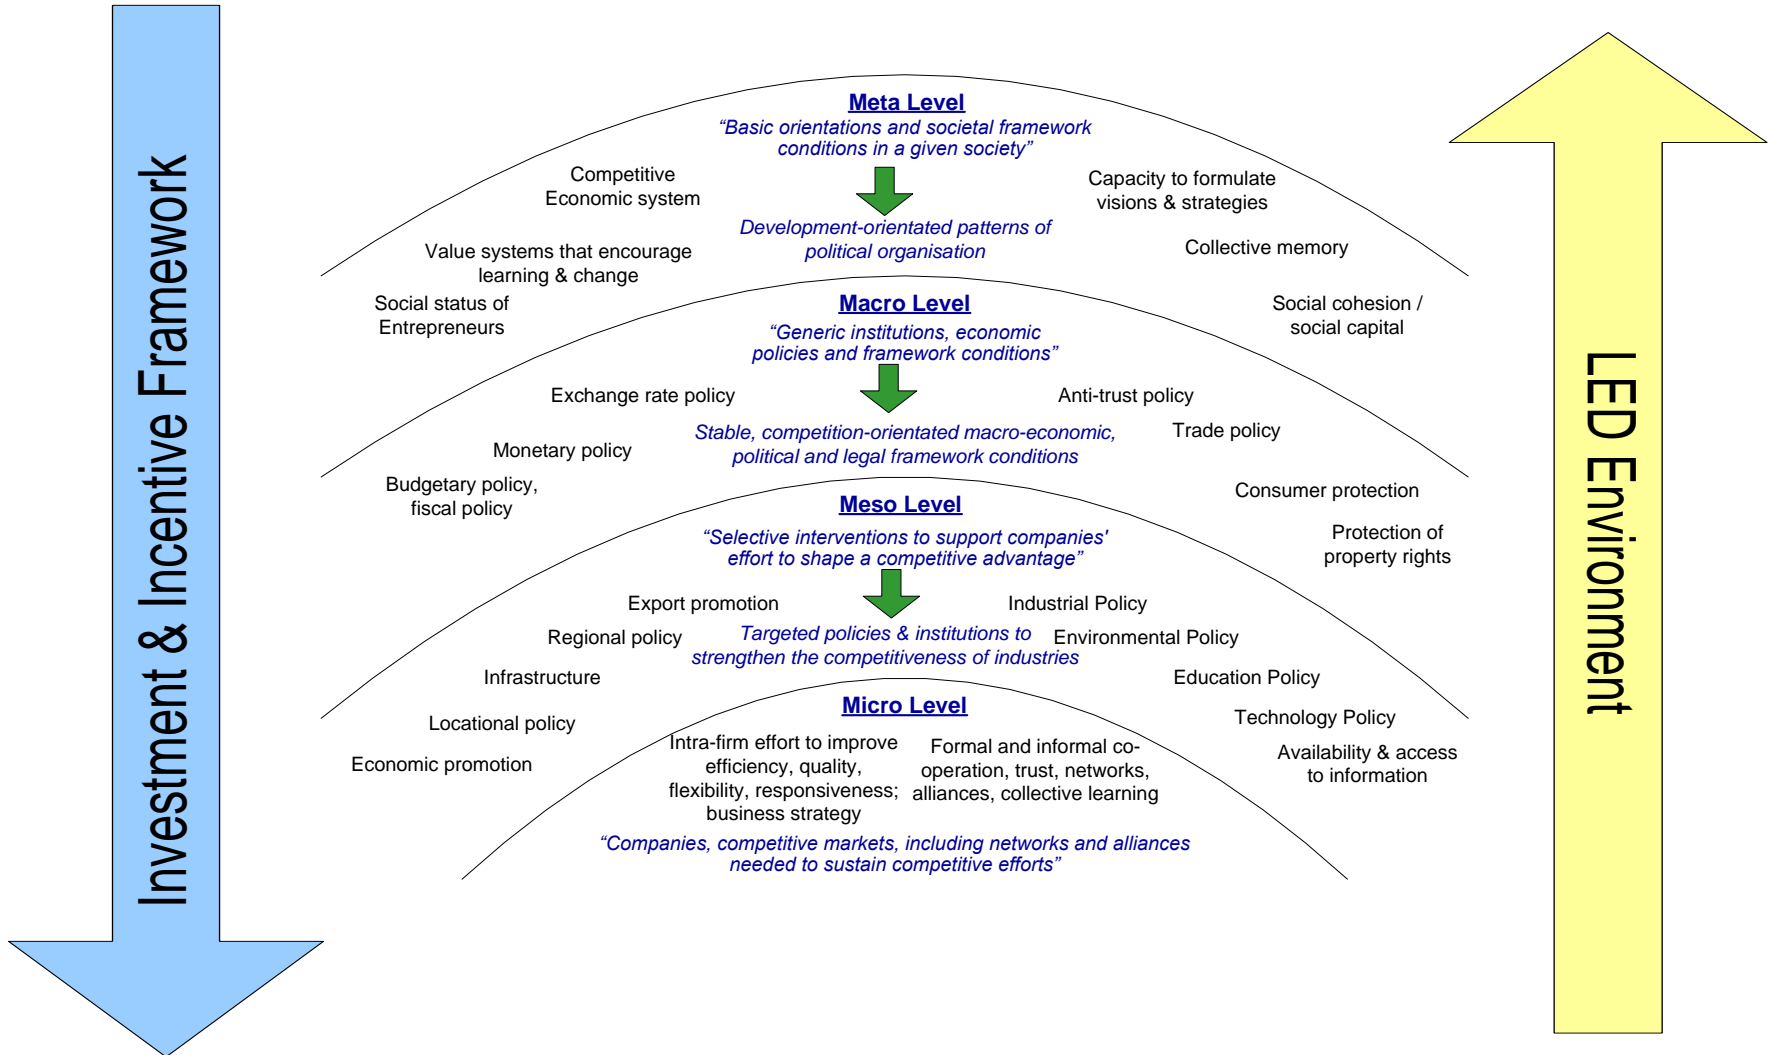 Investment & Incentive Framework
Meta Level
“Basic orientations and societal framework
conditions in a given society”
Competitive
Economic system
Capacity to formulate
visions & strategies
Development-orientated patterns of
political organisation
Value systems that encourage
learning & change
Collective memory
Social status of
Entrepreneurs
Social cohesion /
social capital
Macro Level
“Generic institutions, economic
policies and framework conditions”
Exchange rate policy
Anti-trust policy
Stable, competition-orientated macro-economic,
political and legal framework conditions
Monetary policy
Trade policy
Budgetary policy,
fiscal policy
Consumer protection
Protection of
property rights
Meso Level
“Selective interventions to support companies'
effort to shape a competitive advantage”
Export promotion
Industrial Policy
Regional policy
Targeted policies & institutions to
strengthen the competitiveness of industries
Environmental Policy
Infrastructure
Education Policy
Locational policy
Technology Policy
Economic promotion
Availability & access
to information
Micro Level
Intra-firm effort to improve
efficiency, quality,
flexibility, responsiveness;
business strategy
Formal and informal co-
operation, trust, networks,
alliances, collective learning
“Companies, competitive markets, including networks and alliances
needed to sustain competitive efforts”
LED Environment